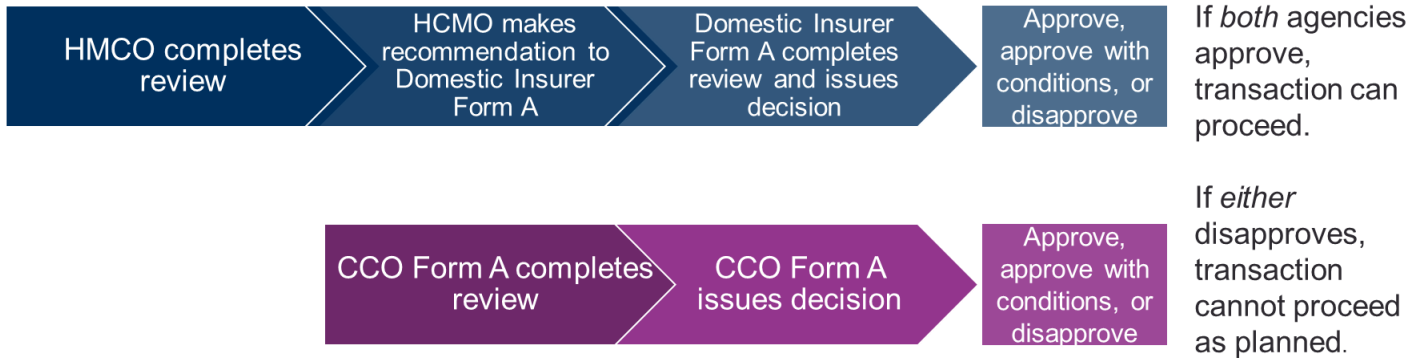 HMCO completes
review
HCMO makes
recommendation to
Domestic Insurer
Form A
Domestic Insurer
Form A completes
review and issues
decision
Approve,
approve with
conditions, or
disapprove
If both agencies
approve,
transaction can
proceed.
CCO Form A completes
review
CCO Form A
issues decision
Approve,
approve with
conditions, or
disapprove
If either
disapproves,
transaction
cannot proceed
as planned.